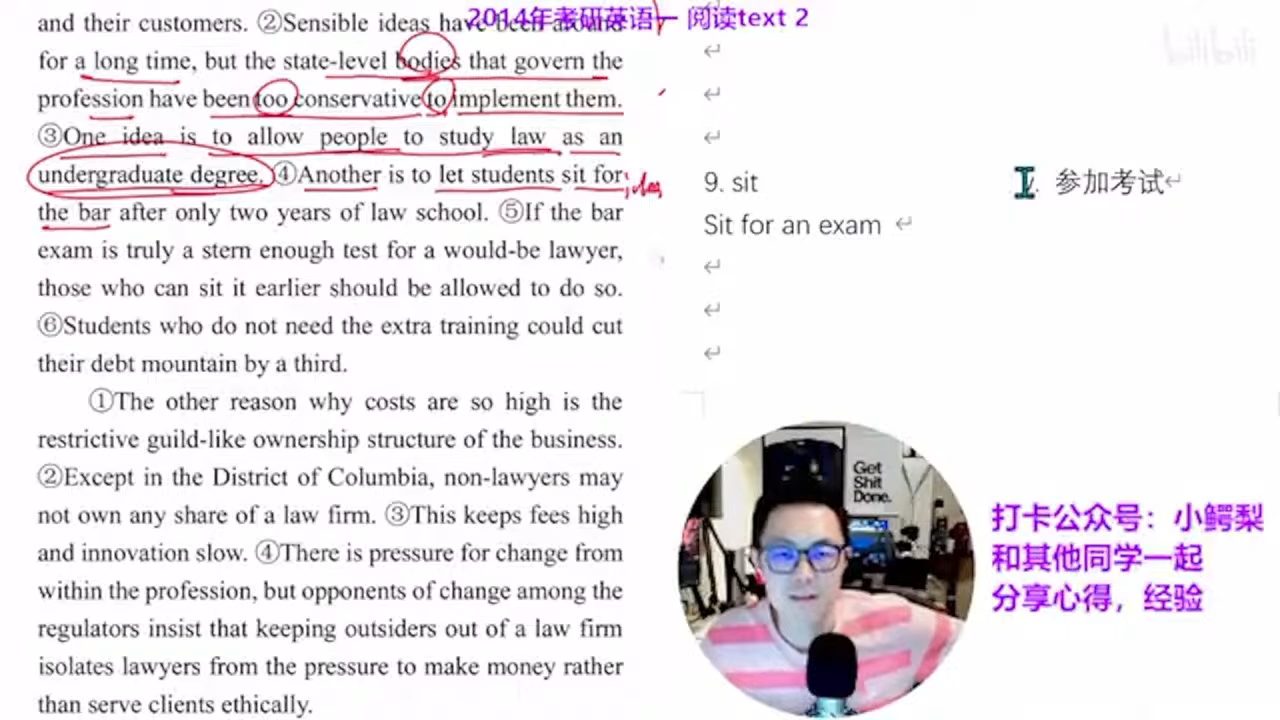 2014年考研英语一 阅读text 2
bilibili
and their customers. ②Sensible ideas have been around
for a long time, but the state-level bodies that govern the
profession have been too conservative to implement them.
③One idea is to allow people to study law as an
undergraduate degree. ④Another is to let students sit for
idea
the bar after only two years of law school. ⑤If the bar
exam is truly a stern enough test for a would-be lawyer,
those who can sit it earlier should be allowed to do so.
⑥Students who do not need the extra training could cut
their debt mountain by a third.
①The other reason why costs are so high is the
restrictive guild-like ownership structure of the business.
②Except in the District of Columbia, non-lawyers may
not own any share of a law firm. ③This keeps fees high
and innovation slow. ④There is pressure for change from
within the profession, but opponents of change among the
regulators insist that keeping outsiders out of a law firm
isolates lawyers from the pressure to make money rather
than serve clients ethically.
9. sit
参加考试
Sit for an exam
Get
Shit
Done.
打卡公众号：小鳄梨
和其他同学一起
分享心得，经验